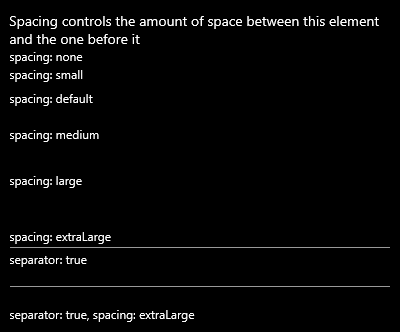 Spacing controls the amount of space between this element
and the one before it
spacing: none
spacing: small
spacing: default
spacing: medium
spacing: large
spacing: extraLarge
separator: true
separator: true, spacing: extraLarge